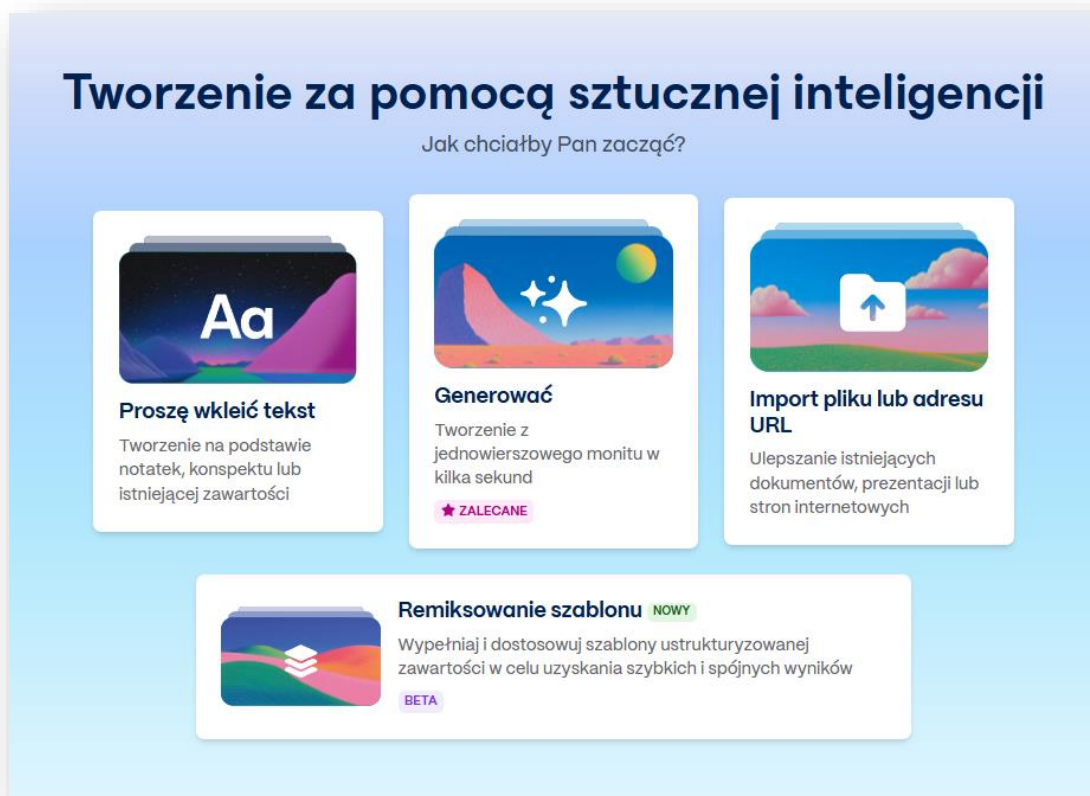 Tworzenie za pomocą sztucznej inteligencji
Jak chciałby Pan zacząć?
Aa
Proszę wkleić tekst
Tworzenie na podstawie
notatek, konspektu lub
istniejącej zawartości
Generować
Tworzenie z
jednowierszowego monitu w
kilka sekund
ZALECANE
Import pliku lub adresu
URL
Ulepszanie istniejących
dokumentów, prezentacji lub
stron internetowych
Remiksowanie szablonu NOWY
Wypełniaj i dostosowuj szablony ustrukturyzowanej
zawartości w celu uzyskania szybkich i spójnych wyników
BETA